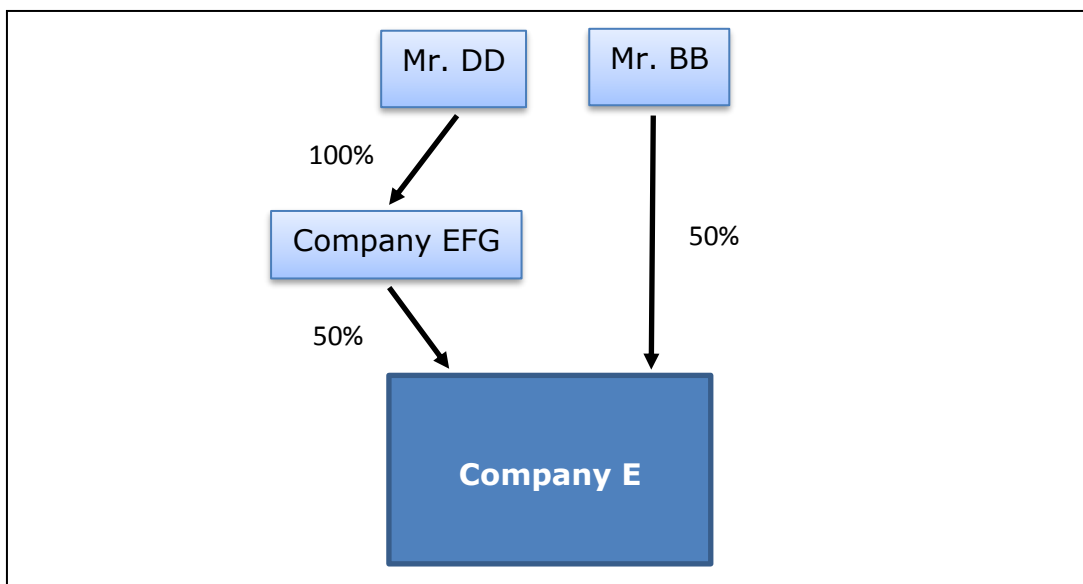 Mr. DD
Mr. BB
100%
Company EFG
50%
50%
Company E